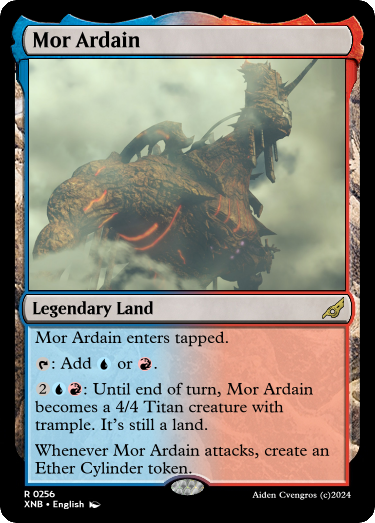 Mor Ardain
Legendary Land
Mor Ardain enters tapped.
: Add or .
2 : Until end of turn, Mor Ardain
becomes a 4/4 Titan creature with
trample. It's still a land.
Whenever Mor Ardain attacks, create an
Ether Cylinder token.
R 0256
XNB • English
Aiden Cvengros (c)2024